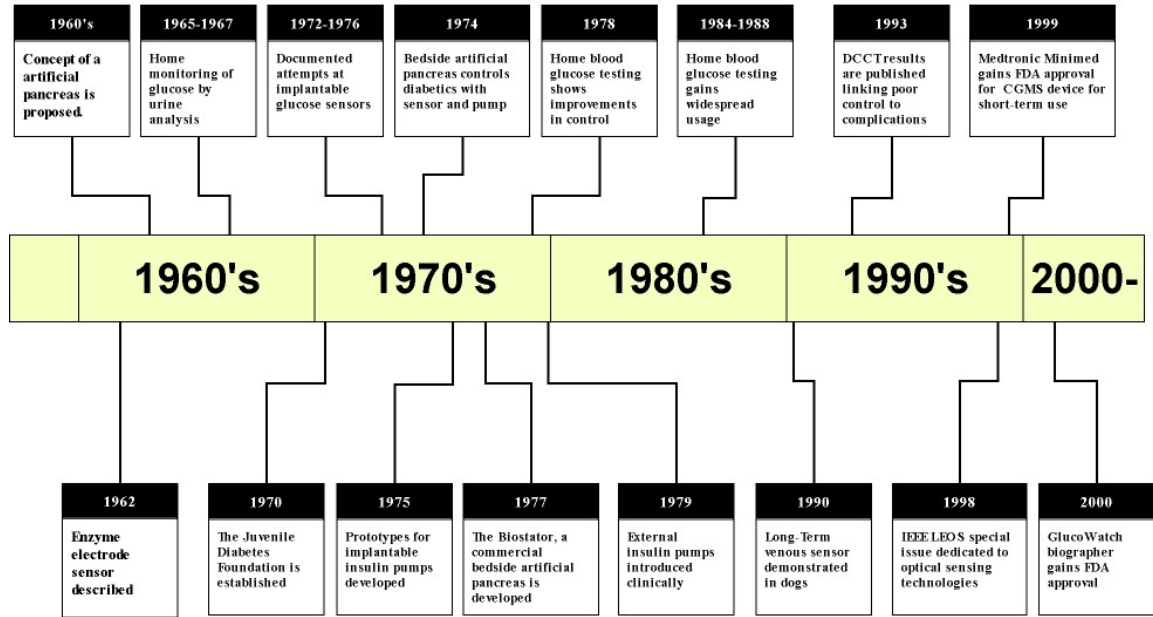 1960's
Concept of a
artificial
pancreas is
proposed.
1965-1967
Home
monitoring of
glucose by
urine
analysis
1972-1976
Documented
attempts at
implantable
glucose sensors
1974
Bedside artificial
pancreas controls
diabetics with
sensor and pump
1978
Home blood
glucose testing
shows
improvements
in control
1984-1988
Home blood
glucose testing
gains
widespread
usage
1993
DCCT results
are published
linking poor
control to
complications
1999
Medtronic Minimed
gains FDA approval
for CGMS device for
short-term use
1960's
1970's
1980's
1990's
2000-
1962
Enzyme
electrode
sensor
described
1970
The Juvenile
Diabetes
Foundation is
established
1975
Prototypes for
implantable
insulin pumps
developed
1977
The Biostator, a
commercial
bedside artificial
pancreas is
developed
1979
External
insulin pumps
introduced
clinically
1990
Long-Term
venous sensor
demonstrated
in dogs
1998
IEEE LEOS special
issue dedicated to
optical sensing
technologies
2000
GlucoWatch
biographer
gains FDA
approval